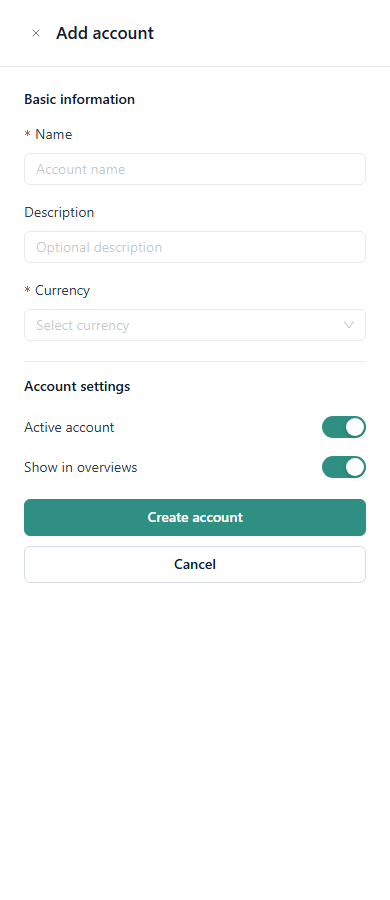 Add account
Basic information
* Name
Account name
Description
Optional description
* Currency
Select currency
Account settings
Active account
Show in overviews
Create account
Cancel